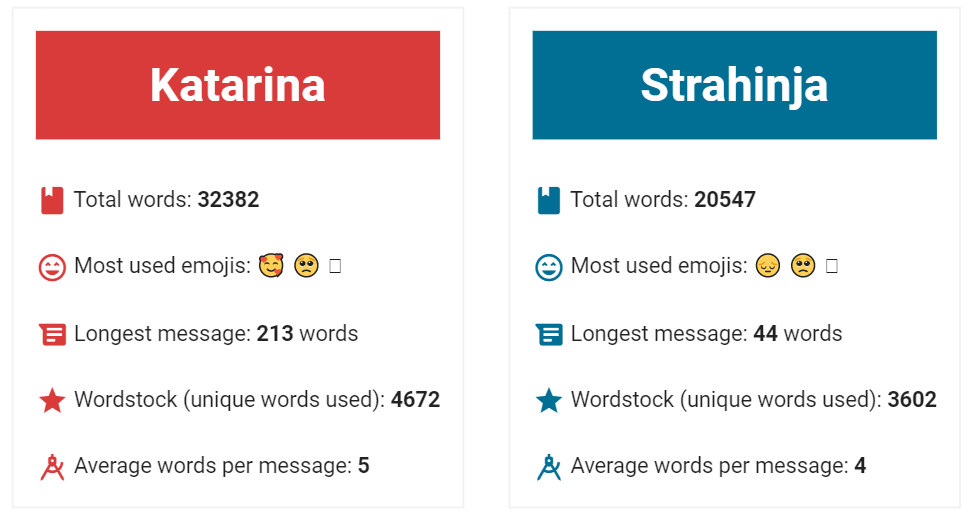 Katarina
Total words: 32382
Most used emojis: 🥰 🥺
Longest message: 213 words
Wordstock (unique words used): 4672
Average words per message: 5
Strahinja
Total words: 20547
Most used emojis: 😔 🥺
Longest message: 44 words
Wordstock (unique words used): 3602
Average words per message: 4